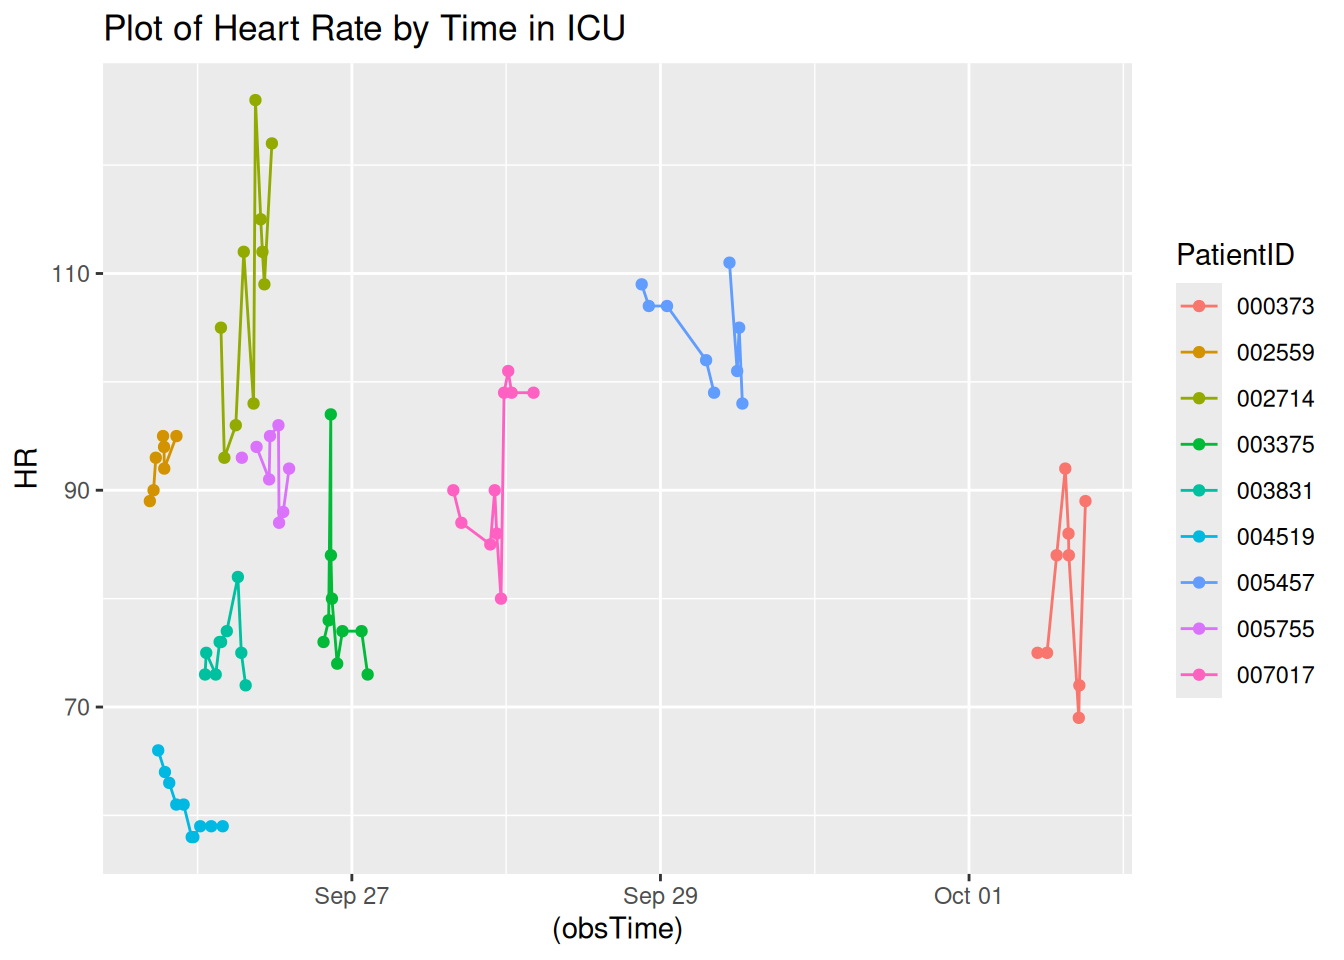 Plot of Heart Rate by Time in ICU
HR
110
90
70
Sep 27
Sep 29
Oct 01
(obsTime)
PatientID
000373
002559
002714
003375
003831
004519
005457
005755
007017